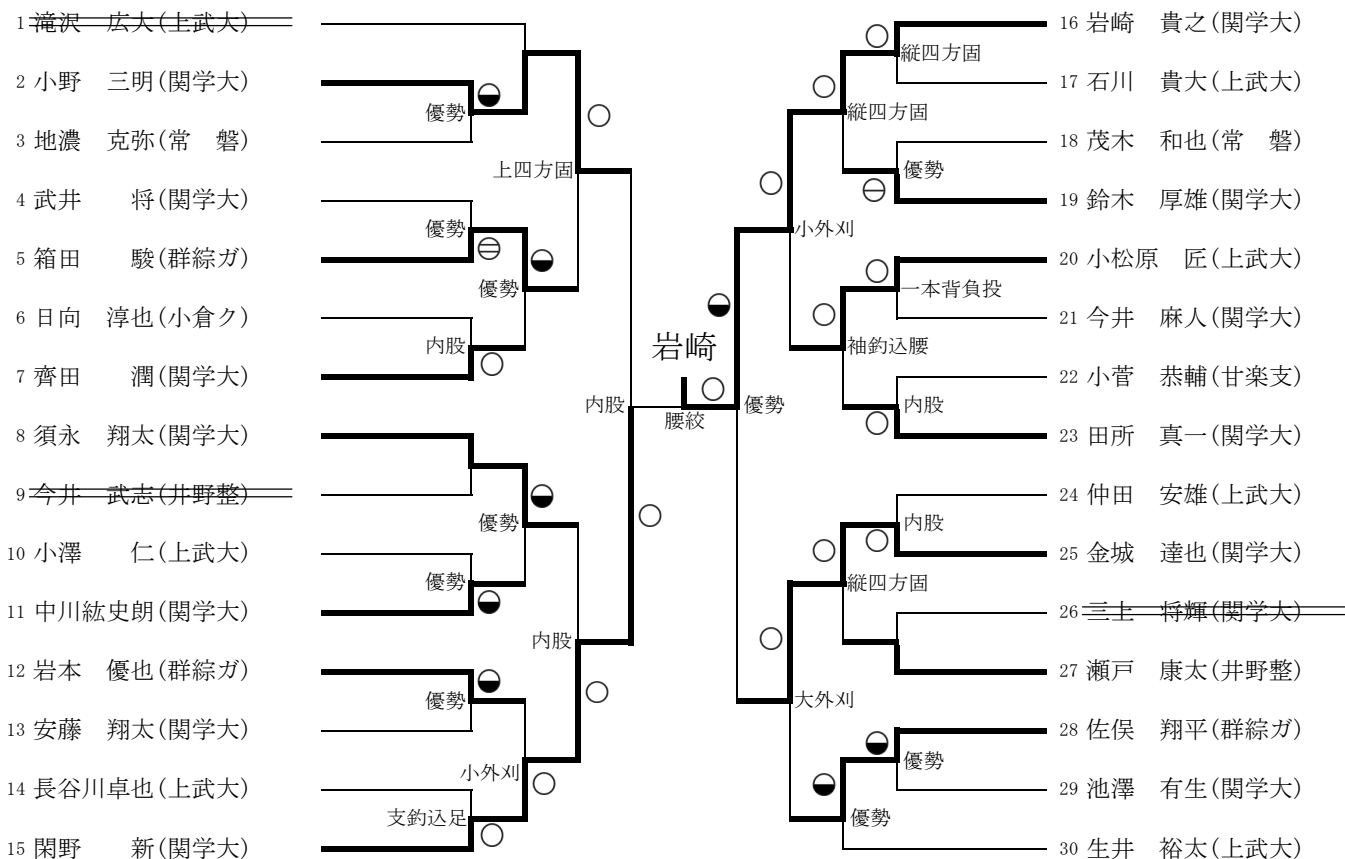 1 滝沢　広大(上武大)
2 小野　三明(関学大)
優勢
3 地濃　克弥(常　磐)
上四方固
4 武井　　将(関学大)
優勢
5 箱田　　駿(群綜ガ)
優勢
6 日向　淳也(小倉ク)
内股
7 齊田　　潤(関学大)
内股
8 須永　翔太(関学大)
9 今井　武志(井野整)
優勢
10 小澤　　仁(上武大)
優勢
11 中川紘史朗(関学大)
内股
12 岩本　優也(群綜ガ)
優勢
13 安藤　翔太(関学大)
小外刈
14 長谷川卓也(上武大)
支釣込足
15 閑野　　新(関学大)
岩崎
腰絞
優勢
16 岩崎　貴之(関学大)
縦四方固
17 石川　貴大(上武大)
縦四方固
18 茂木　和也(常　磐)
優勢
19 鈴木　厚雄(関学大)
小外刈
20 小松原　匠(上武大)
一本背負投
21 今井　麻人(関学大)
袖釣込腰
22 小菅　恭輔(甘楽支)
内股
23 田所　真一(関学大)
24 仲田　安雄(上武大)
内股
25 金城　達也(関学大)
縦四方固
26 三上　将輝(関学大)
27 瀬戸　康太(井野整)
大外刈
28 佐俣　翔平(群綜ガ)
優勢
29 池澤　有生(関学大)
優勢
30 生井　裕太(上武大)